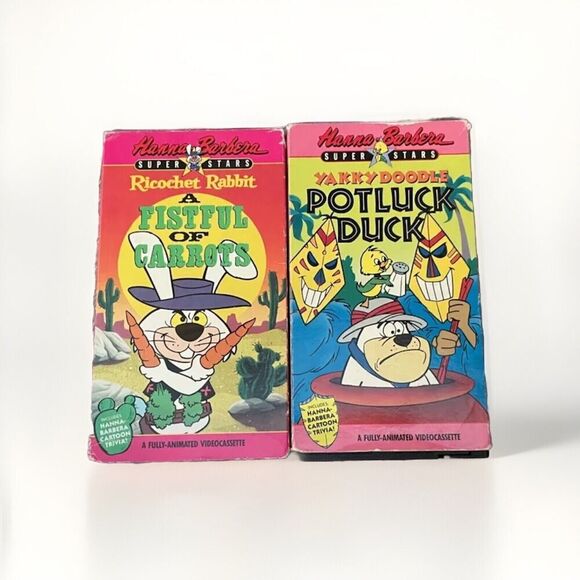 Hanna-Barbera
SUPER STARS
Ricochet Rabbit
A
FISTFUL
OF
CARROTS
INCLUDES
HANNA-
BARBERA
CARTOON
TRIVIA!
A FULLY-ANIMATED VIDEOCASSETTE
Hanna-Barbera
SUPER STARS
YAKKY DOODLE
POTLUCK
DUCK
INCLUDES
HANNA-
BARBERA
CARTOON
TRIVIA!
A FULLY-ANIMATED VIDEOCASSETTE